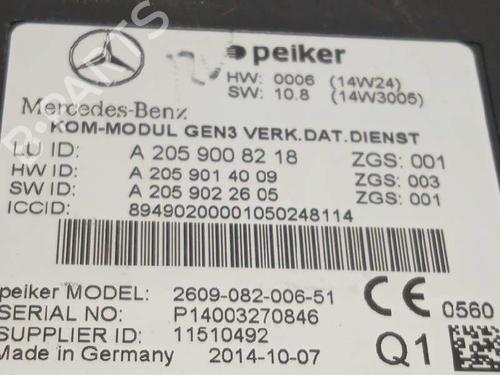 peiker
HW: 0006 (14W24)
SW: 10.8 (14W3005)
Mercedes-Benz
KOM-MODUL GEN3 VERK.DAT.DIENST
LU ID: A 205 900 82 18 ZGS: 001
HW ID: A 205 901 40 09 ZGS: 003
SW ID: A 205 902 26 05 ZGS: 001
ICCID: 89490200001050248114
peiker MODEL: 2609-082-006-51
SERIAL NO: P14003270846
SUPPLIER ID: 11510492
Made in Germany 2014-10-07
CE 0560
Q1
B-PARTS